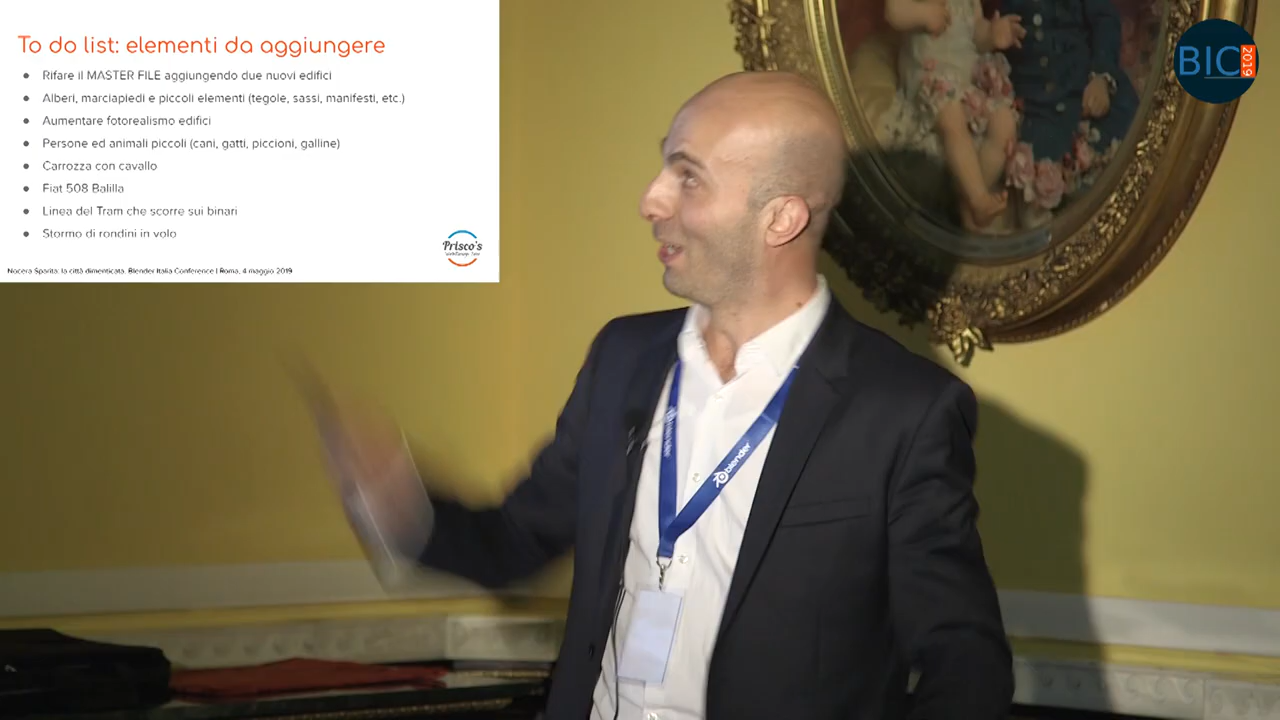 To do list: elementi da aggiungere
● Rifare il MASTER FILE aggiungendo due nuovi edifici
● Alberi, marciapiedi e piccoli elementi (tegole, sassi, manifesti, etc.)
● Aumentare fotorealismo edifici
● Persone ed animali piccoli (cani, gatti, piccioni, galline)
● Carrozza con cavallo
● Fiat 508 Balilla
● Linea del Tram che scorre sui binari
● Stormo di rondini in volo
Prisco's
Nocera Sparita: la città dimenticata. Blender Italia Conference | Roma, 4 maggio 2019
BIC
2019
blender
blender